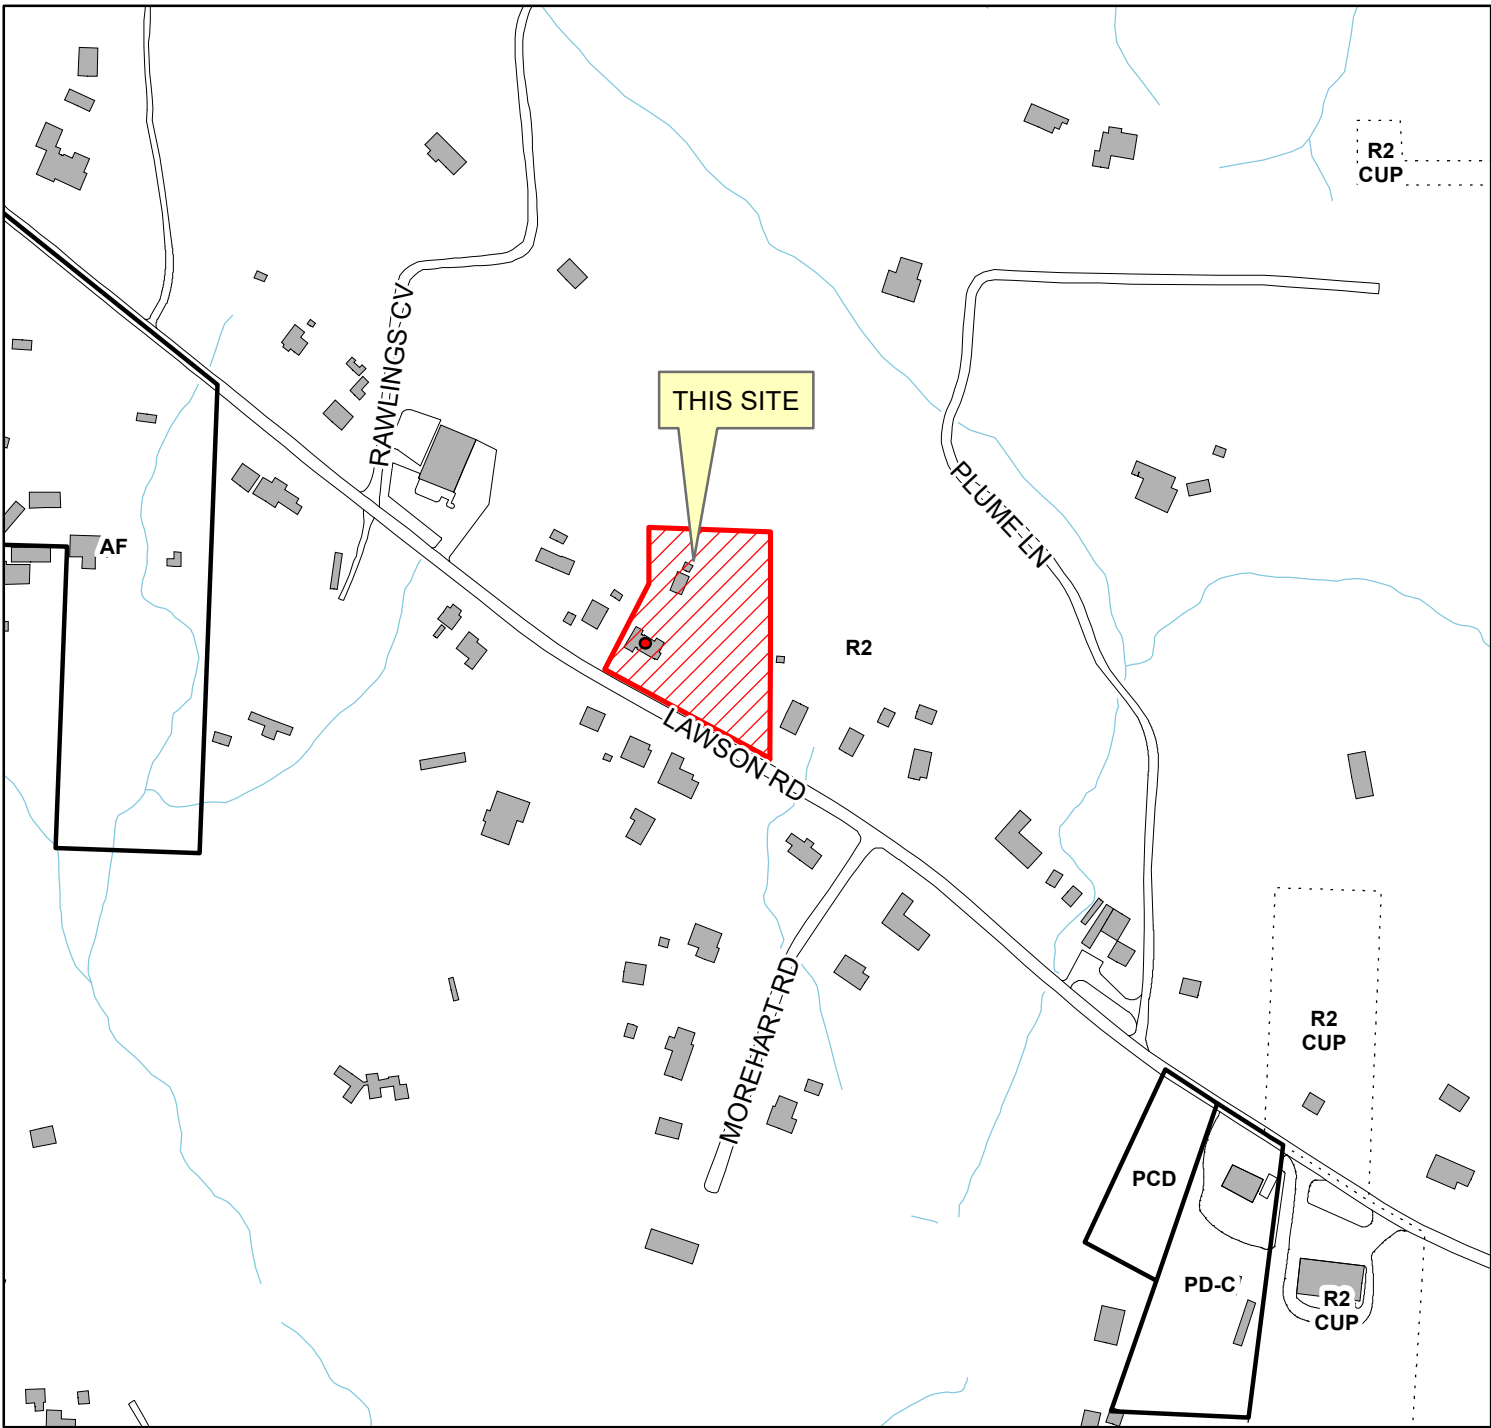 R2
CUP
RAWLINGS CV
THIS SITE
PLUME LN
AF
R2
LAWSON RD
MOREHART RD
R2
CUP
PCD
PD-C
R2
CUP